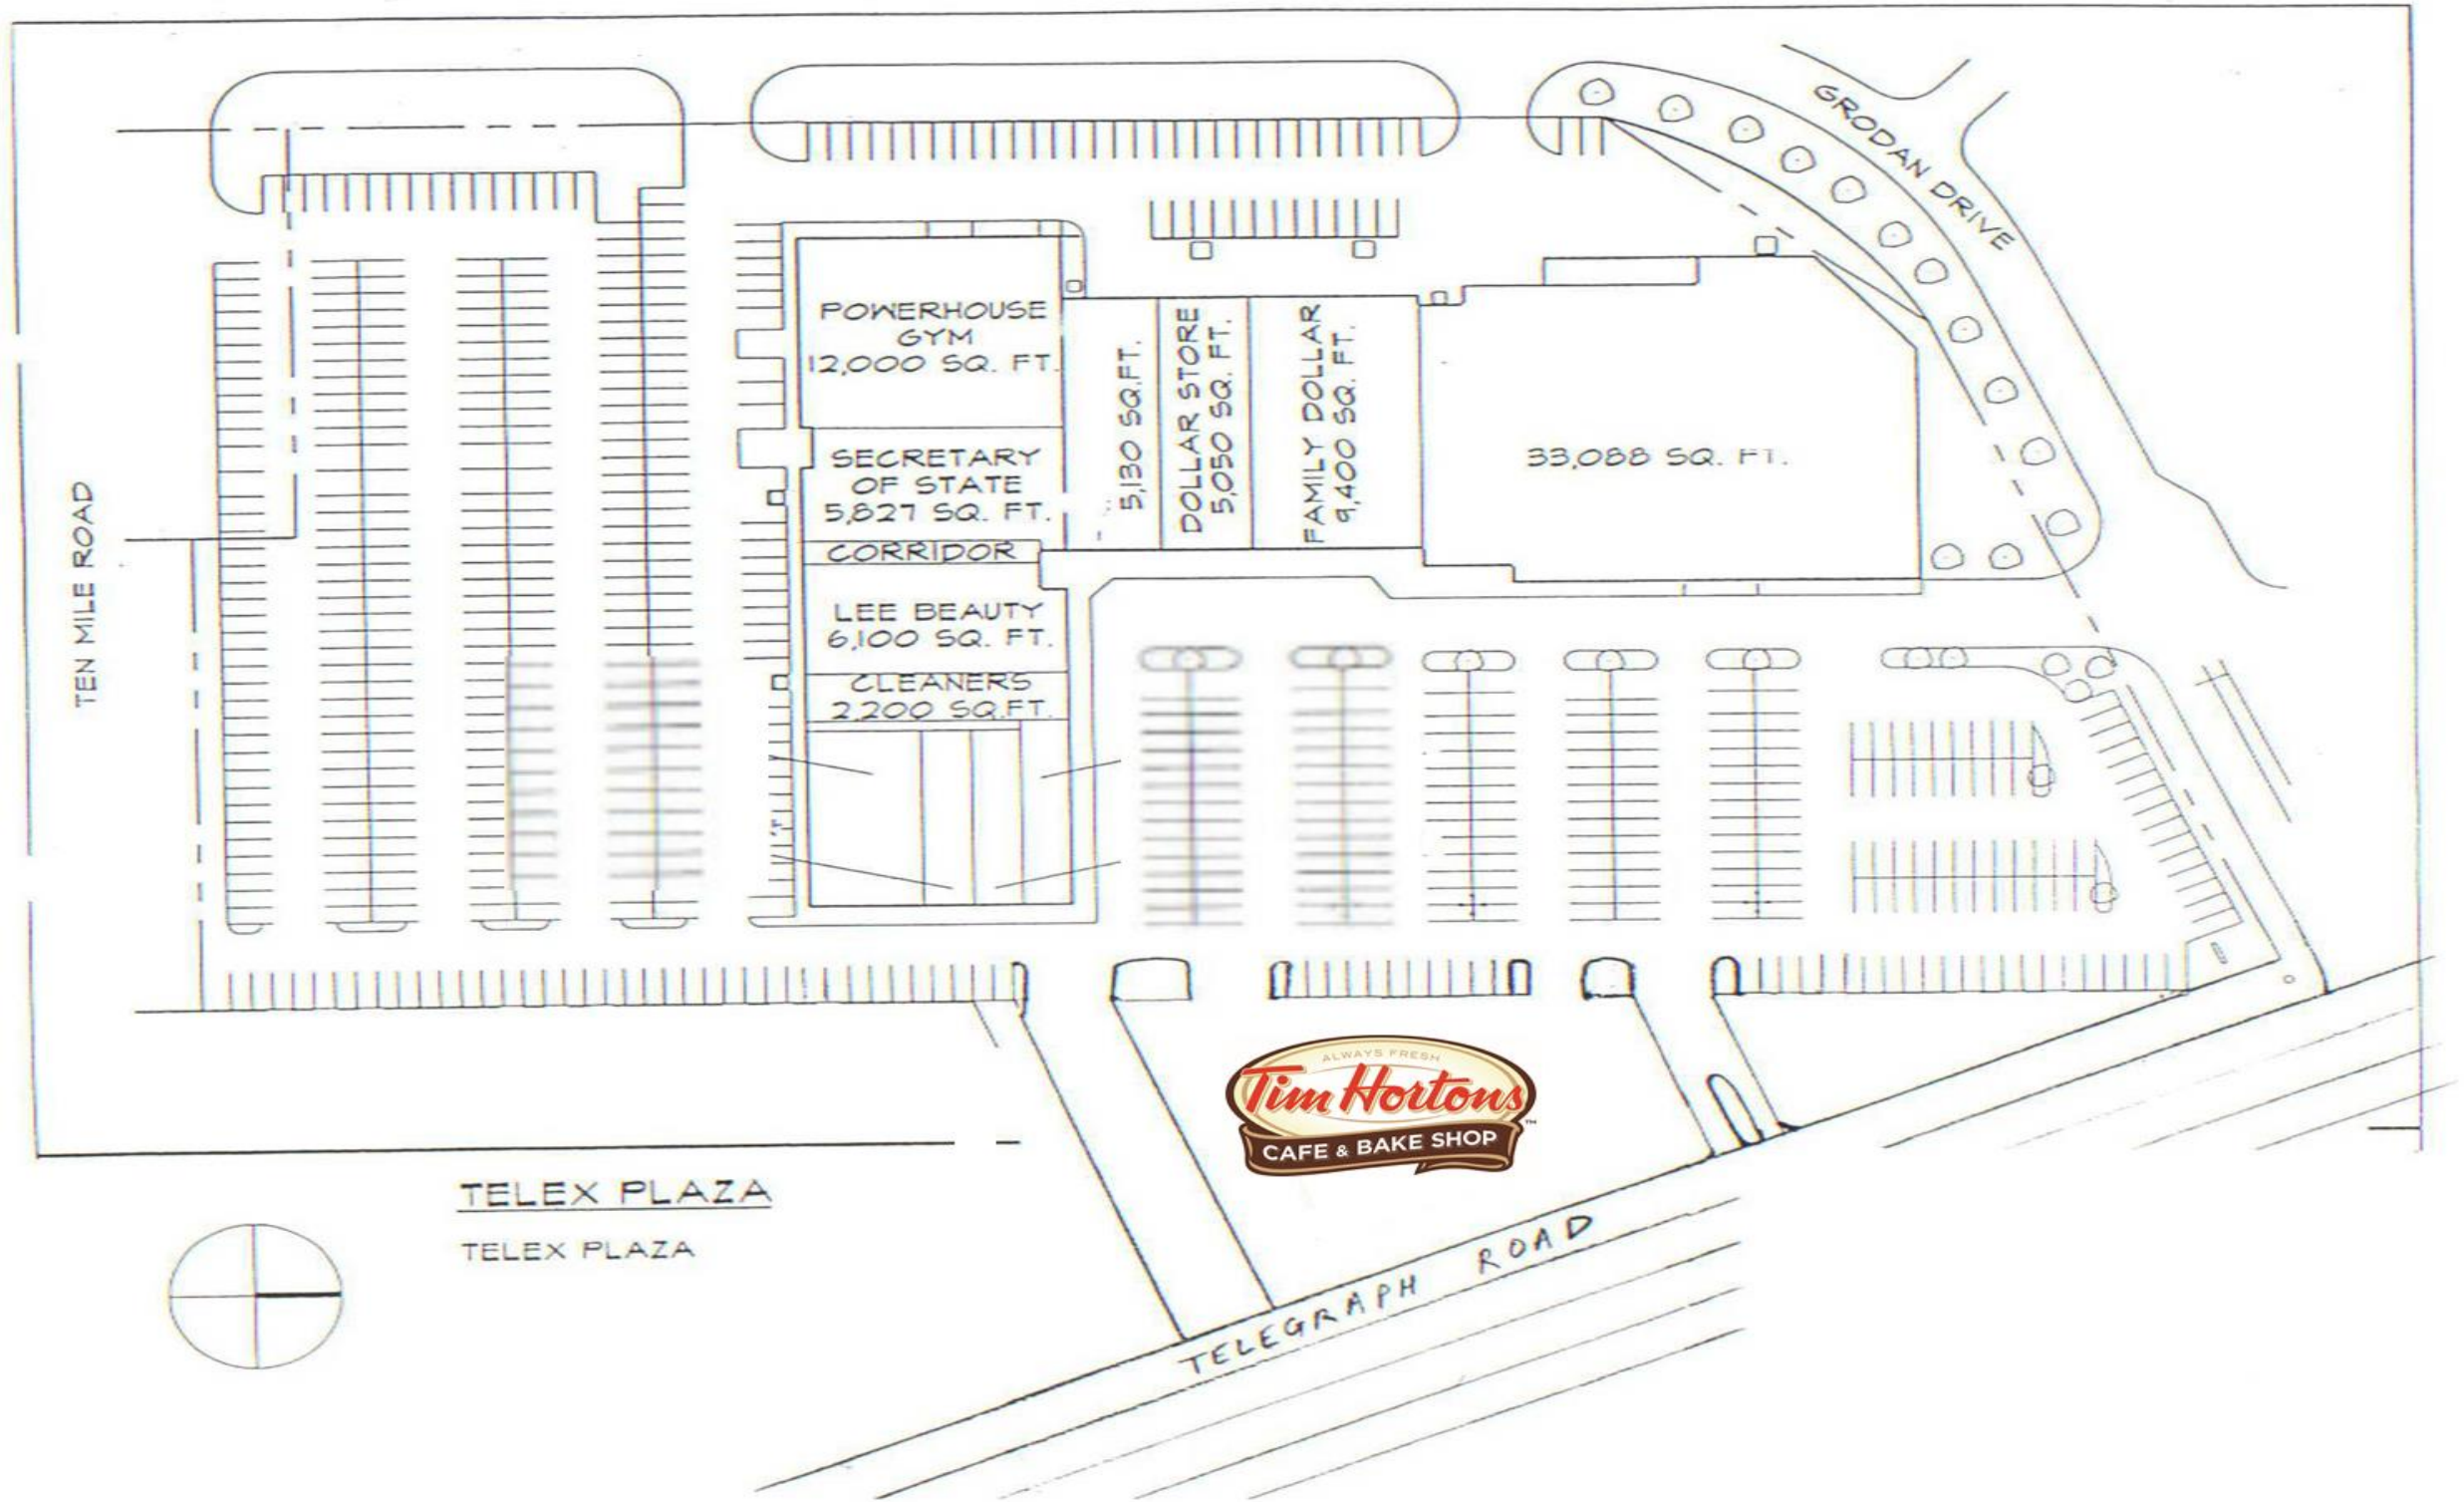 GRODAN DRIVE
POWERHOUSE
GYM
12,000 SQ. FT.
SECRETARY
OF STATE
5,827 SQ. FT.
CORRIDOR
LEE BEAUTY
6,100 SQ. FT.
CLEANERS
2,200 SQ.FT.
5,130 SQ.FT.
DOLLAR STORE
5,050 SQ. FT.
FAMILY DOLLAR
9,400 SQ. FT.
33,088 SQ. FT.
TEN MILE ROAD
ALWAYS FRESH
Tim Hortons
CAFE & BAKE SHOP
TM
TELEX PLAZA
TELEX PLAZA
TELEGRAPH ROAD